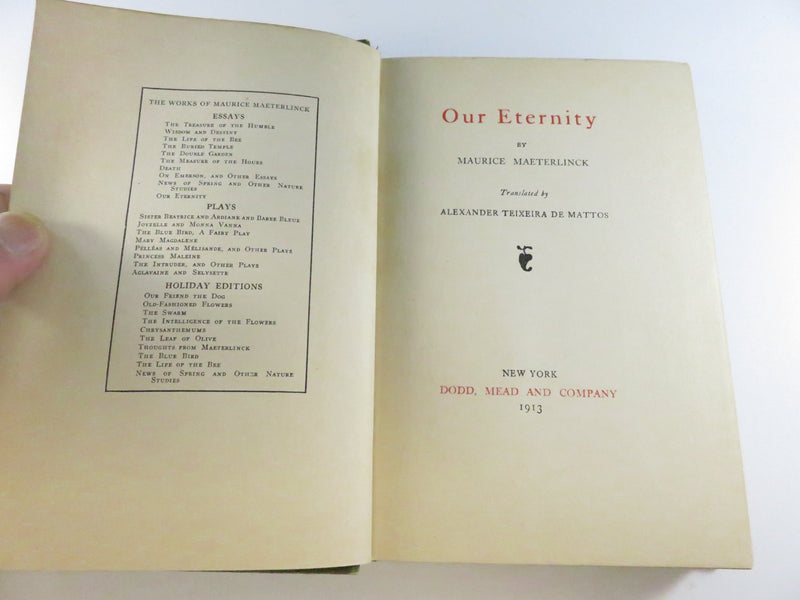 THE WORKS OF MAURICE MAETERLINCK
ESSAYS
THE TREASURE OF THE HUMBLE
WISDOM AND DESTINY
THE LIFE OF THE BEE
THE BURIED TEMPLE
THE DOUBLE GARDEN
THE MEASURE OF THE HOURS
DEATH
ON EMERSON, AND OTHER ESSAYS
NEWS OF SPRING AND OTHER NATURE
STUDIES
OUR ETERNITY
PLAYS
SISTER BEATRICE AND ARDIANE AND BARBE BLEUE
JOYZELLE AND MONNA VANNA
THE BLUE BIRD, A FAIRY PLAY
MARY MAGDALENE
PÉLLÉAS AND MÉLISANDE, AND OTHER PLAYS
PRINCESS MALEINE
THE INTRUDER, AND OTHER PLAYS
AGLAVAINE AND SELYSETTE
HOLIDAY EDITIONS
OUR FRIEND THE DOG
OLD-FASHIONED FLOWERS
THE SWARM
THE INTELLIGENCE OF THE FLOWERS
CHRYSANTHEMUMS
THE LEAF OF OLIVE
THOUGHTS FROM MAETERLINCK
THE BLUE BIRD
THE LIFE OF THE BEE
NEWS OF SPRING AND OTHER NATURE
STUDIES
Our Eternity
BY
MAURICE MAETERLINCK
Translated by
ALEXANDER TEIXEIRA DE MATTOS
NEW YORK
DODD, MEAD AND COMPANY
1913